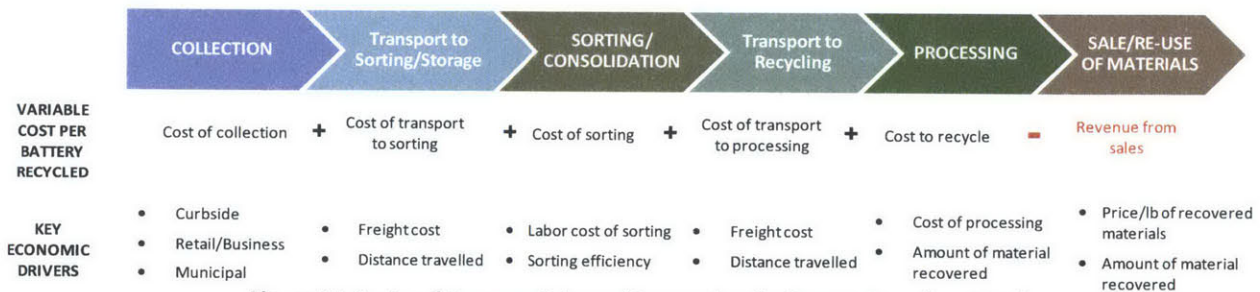 COLLECTION
Transport to
Sorting/Storage
SORTING/
CONSOLIDATION
Transport to
Recycling
PROCESSING
SALE/RE-USE
OF MATERIALS
VARIABLE
COST PER
BATTERY
RECYCLED
Cost of collection
+
Cost of transport
to sorting
+
Cost of sorting
+
Cost of transport
to processing
+
Cost to recycle
-
Revenue from
sales
KEY
ECONOMIC
DRIVERS
• Curbside
• Retail/Business
• Municipal
• Freight cost
• Distance travelled
• Labor cost of sorting
• Sorting efficiency
• Freight cost
• Distance travelled
• Cost of processing
• Amount of material
recovered
• Price/lb of recovered
materials
• Amount of material
recovered